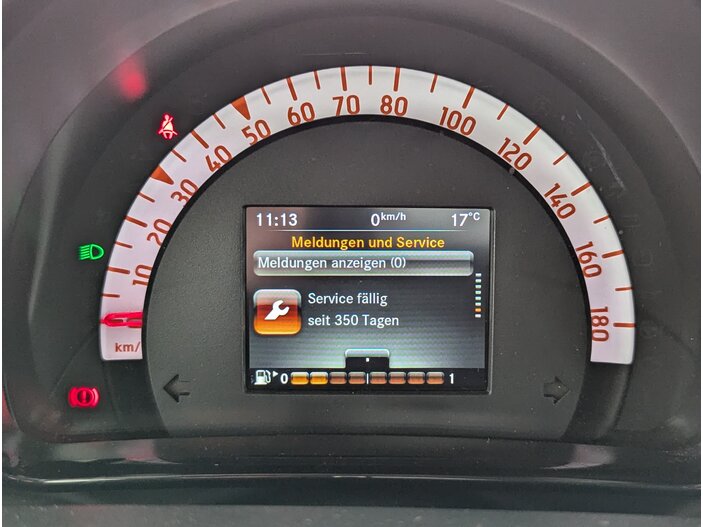 10
20
30
40
50
60
70
80
100
120
140
160
180
km/
11:13 0km/h 17°C
Meldungen und Service
Meldungen anzeigen (0)
Service fällig
seit 350 Tagen
0 1